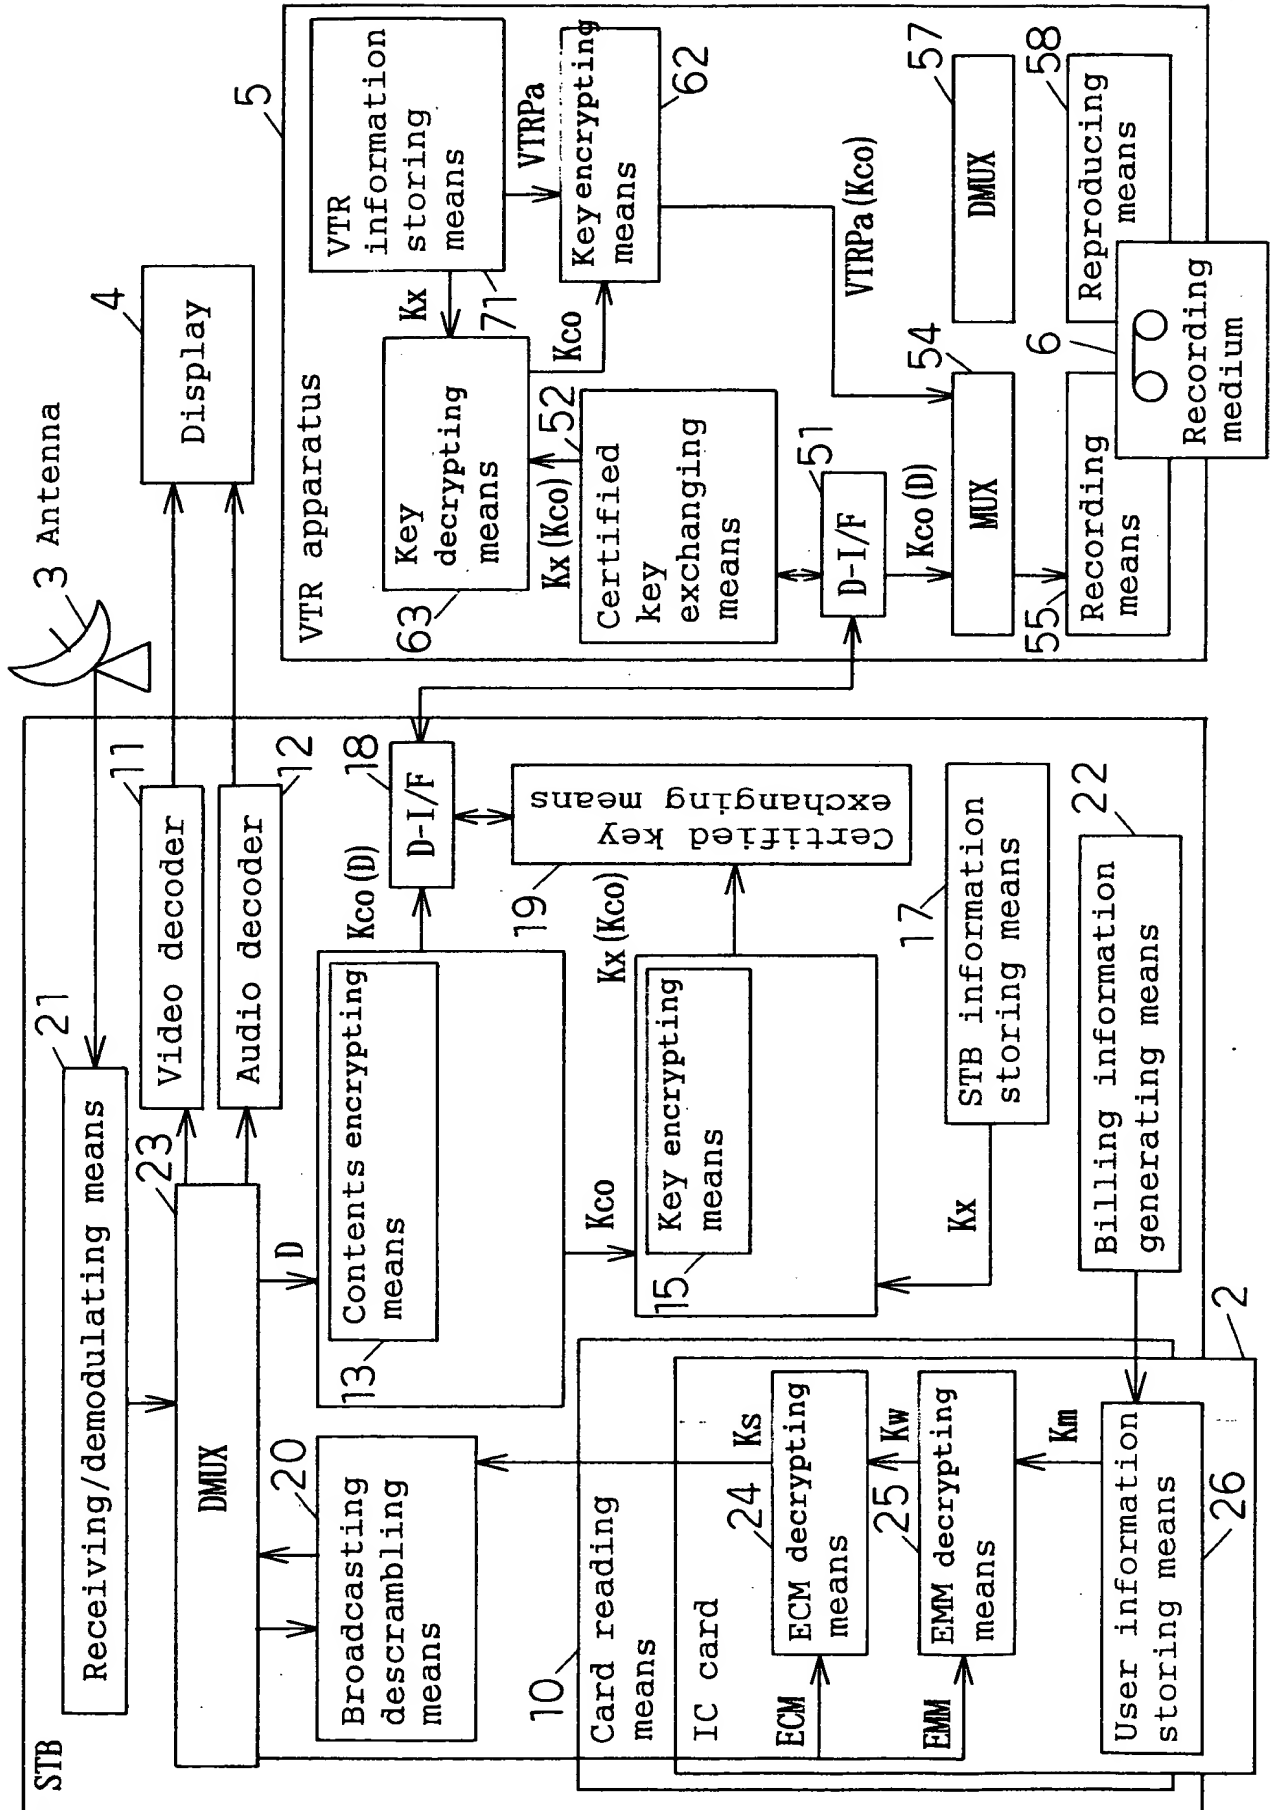 STB
21
Receiving/demodulating means
3 Antenna
4
Display
23
DMUX
11
Video decoder
12
Audio decoder
20
Broadcasting
descrambling
means
D
13
Contents encrypting
means
Kco (D)
18
D-I/F
19
Certified key
exchanging means
Kco
15
Key encrypting
means
Kx (Kco)
17
STB information
storing means
Kx
22
Billing information
generating means
10
Card reading
means
IC card
2
ECM
24
ECM decrypting
means
Ks
EMM
25
EMM decrypting
means
Kw
Km
User information
storing means
26
5
VTR apparatus
VTR
information
storing
means
71
Kx
VTRPa
63
Key
decrypting
means
Kco
Key encrypting
means
62
Kx (Kco)
52
Certified
key
exchanging
means
51
D-I/F
Kco (D)
VTRPa (Kco)
54
MUX
57
DMUX
55
Recording
means
58
Reproducing
means
6
Recording
medium